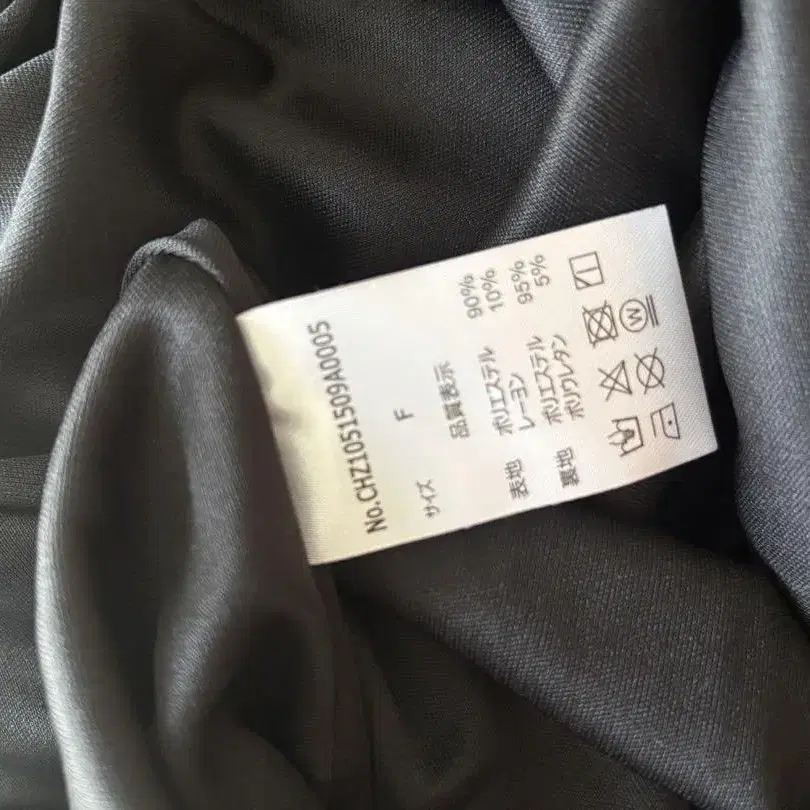 No.CHZ1051509A0005
サイズ F
品質表示
表地 ポリエステル 90%
レーヨン 10%
裏地 ポリエステル 95%
ポリウレタン 5%
W